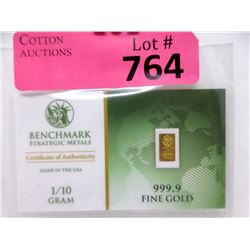 COTTON
AUCTIONS
Lot #
764
BENCHMARK
STRATEGIC METALS
Certificate of Authenticity
MADE IN THE USA
1/10
GRAM
999.9
FINE GOLD